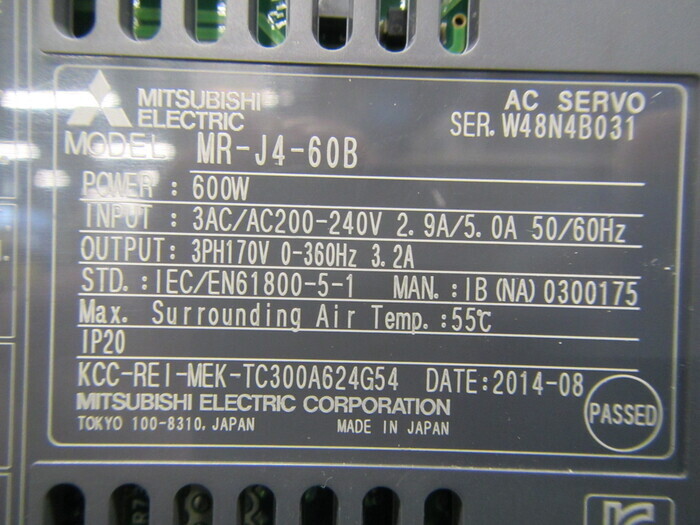 MITSUBISHI
ELECTRIC
AC SERVO
SER. W48N4B031
MODEL MR-J4-60B
POWER : 600W
INPUT : 3AC/AC200-240V 2.9A/5.0A 50/60Hz
OUTPUT: 3PH170V 0-360Hz 3.2A
STD. : IEC/EN61800-5-1 MAN. : IB(NA)0300175
Max. Surrounding Air Temp. :55℃
IP20
KCC-REI-MEK-TC300A624G54 DATE:2014-08
MITSUBISHI ELECTRIC CORPORATION
TOKYO 100-8310, JAPAN MADE IN JAPAN
PASSED